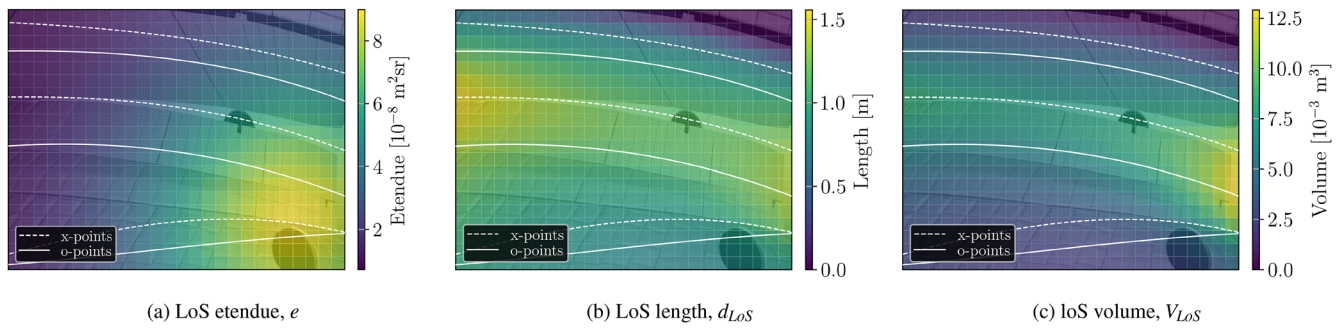 8
6
4
2
Etendue [10⁻⁸ m²sr]
x-points
o-points
(a) LoS etendue, e
1.5
1.0
0.5
0.0
Length [m]
x-points
o-points
(b) LoS length, d_LoS
12.5
10.0
7.5
5.0
2.5
0.0
Volume [10⁻³ m³]
x-points
o-points
(c) loS volume, V_LoS